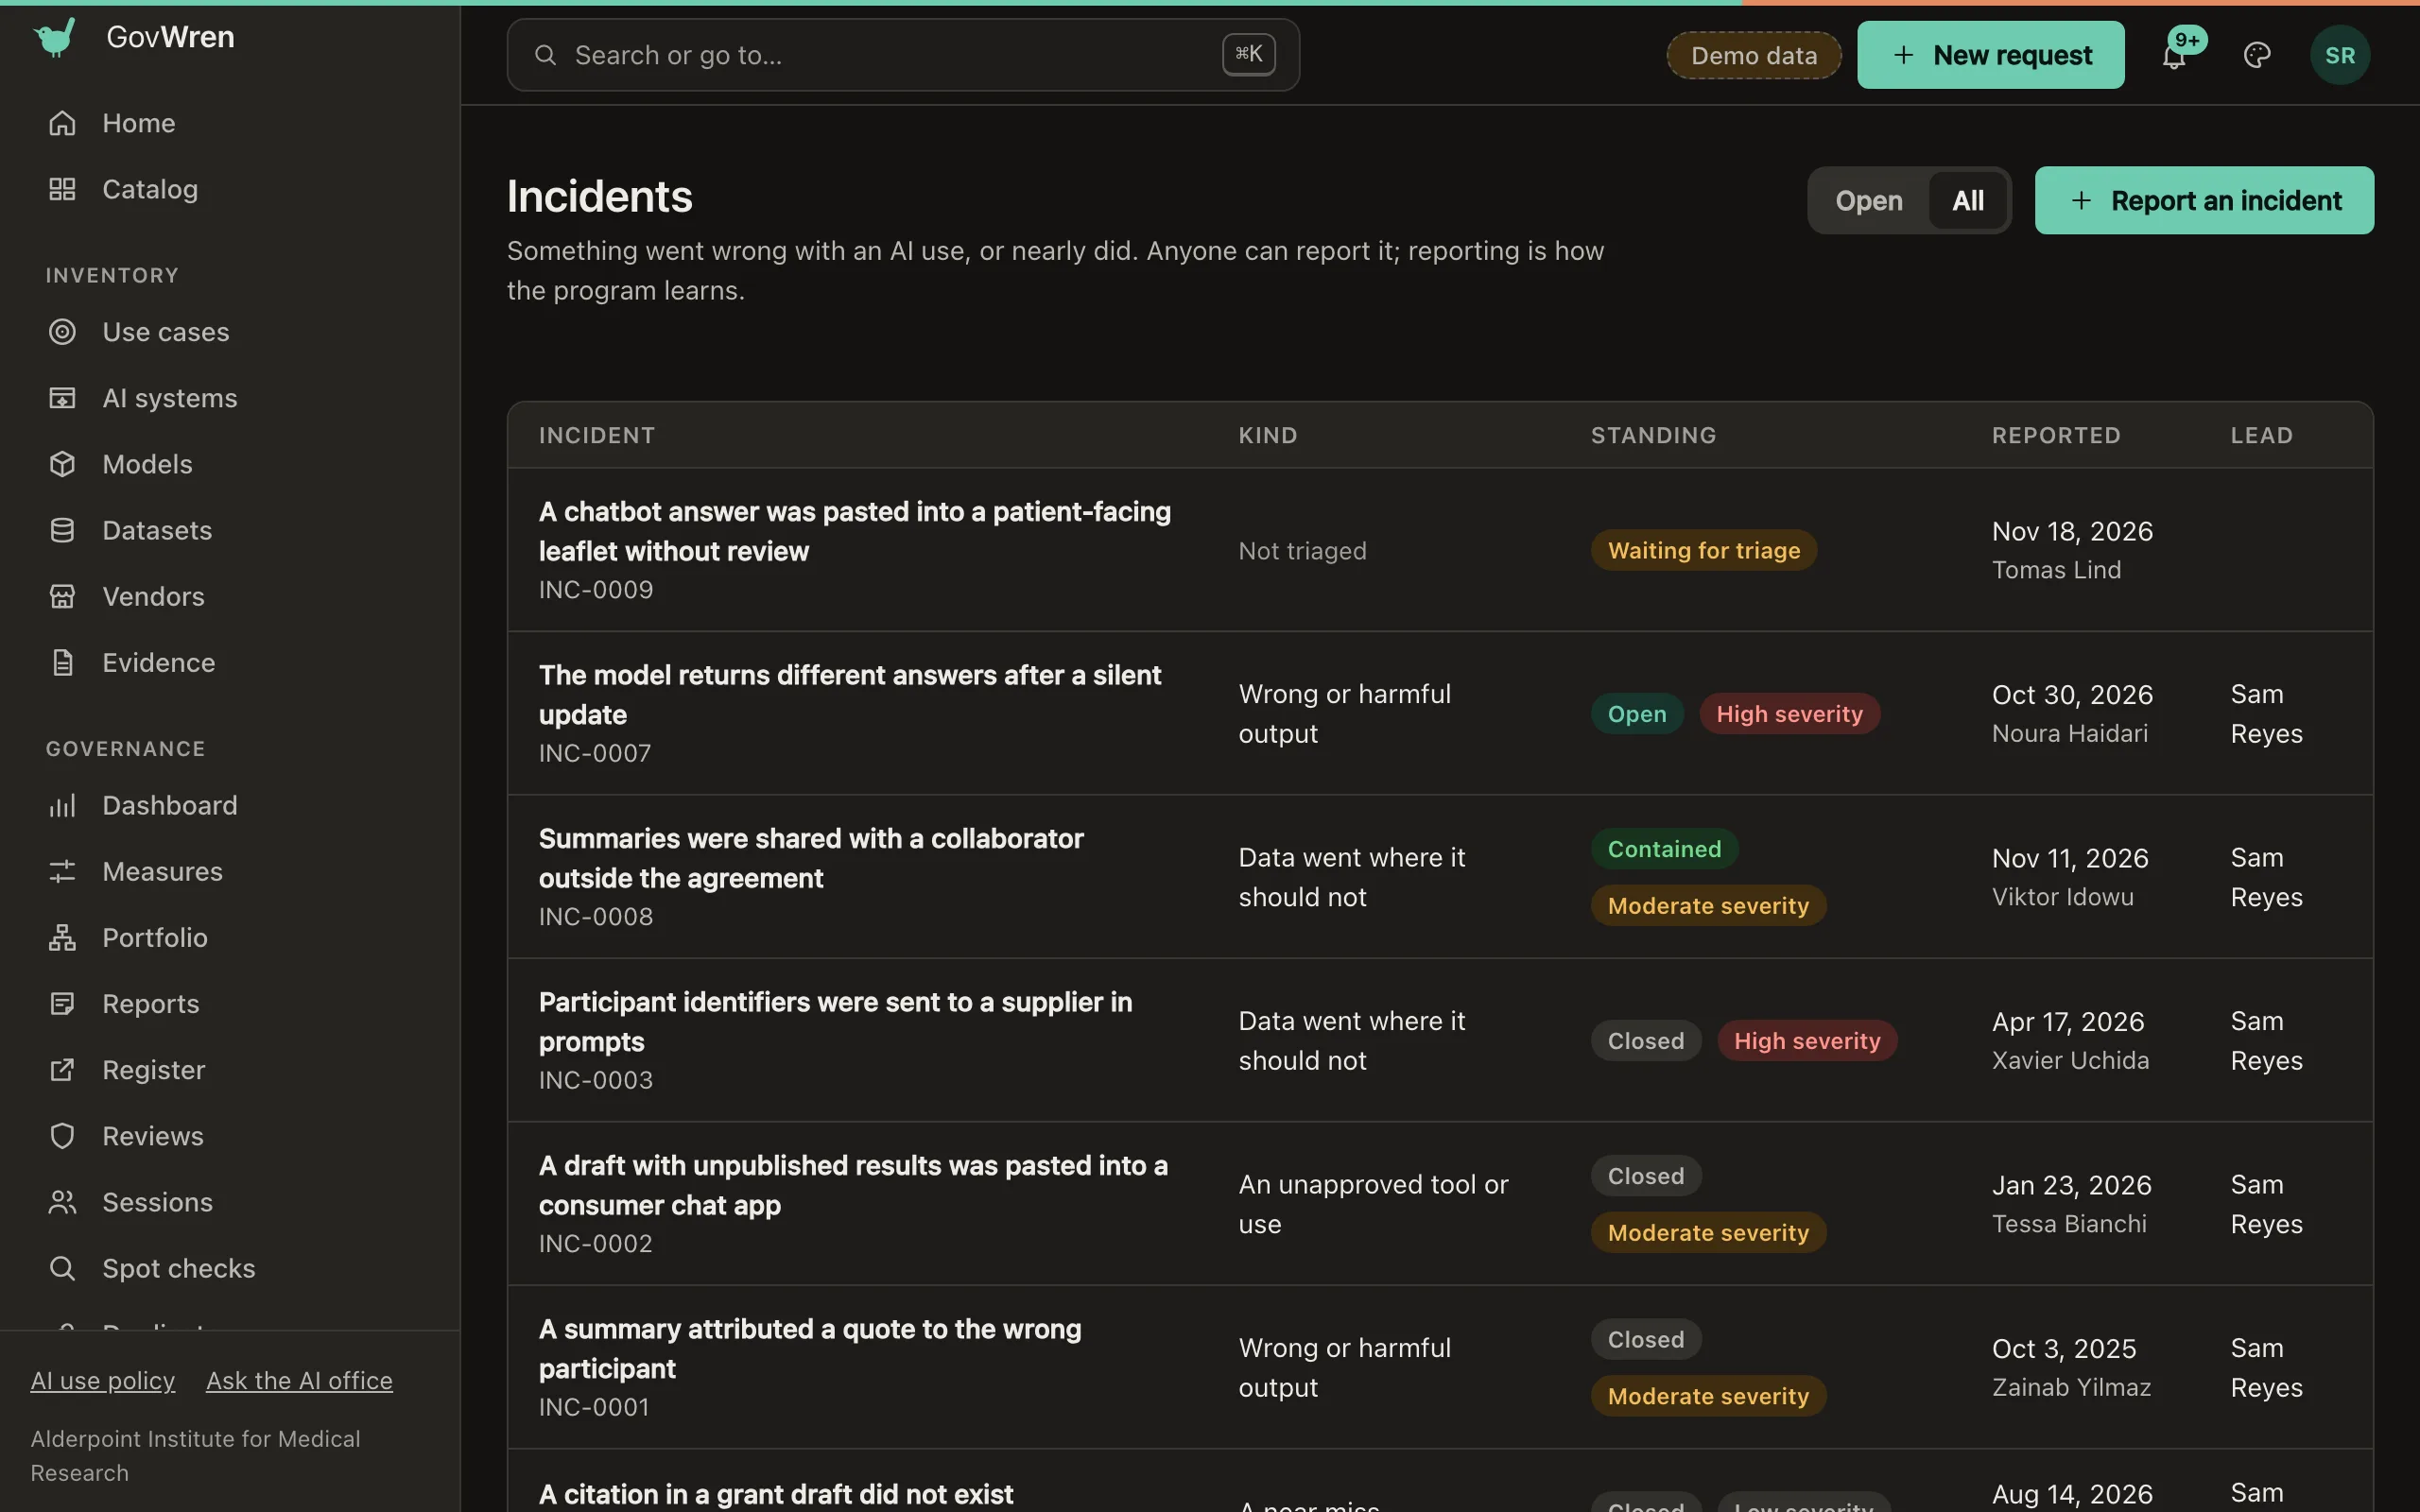 GovWren
Search or go to...
⌘K
Demo data
+ New request
9+
SR
Home
Catalog
INVENTORY
Use cases
AI systems
Models
Datasets
Vendors
Evidence
GOVERNANCE
Dashboard
Measures
Portfolio
Reports
Register
Reviews
Sessions
Spot checks
AI use policy
Ask the AI office
Alderpoint Institute for Medical
Research
Incidents
Something went wrong with an AI use, or nearly did. Anyone can report it; reporting is how
the program learns.
Open
All
+ Report an incident
INCIDENT
KIND
STANDING
REPORTED
LEAD
A chatbot answer was pasted into a patient-facing
leaflet without review
INC-0009
Not triaged
Waiting for triage
Nov 18, 2026
Tomas Lind
The model returns different answers after a silent
update
INC-0007
Wrong or harmful
output
Open
High severity
Oct 30, 2026
Noura Haidari
Sam
Reyes
Summaries were shared with a collaborator
outside the agreement
INC-0008
Data went where it
should not
Contained
Moderate severity
Nov 11, 2026
Viktor Idowu
Sam
Reyes
Participant identifiers were sent to a supplier in
prompts
INC-0003
Data went where it
should not
Closed
High severity
Apr 17, 2026
Xavier Uchida
Sam
Reyes
A draft with unpublished results was pasted into a
consumer chat app
INC-0002
An unapproved tool or
use
Closed
Moderate severity
Jan 23, 2026
Tessa Bianchi
Sam
Reyes
A summary attributed a quote to the wrong
participant
INC-0001
Wrong or harmful
output
Closed
Moderate severity
Oct 3, 2025
Zainab Yilmaz
Sam
Reyes
A citation in a grant draft did not exist
A near miss
Closed
Low severity
Aug 14, 2026
Sam